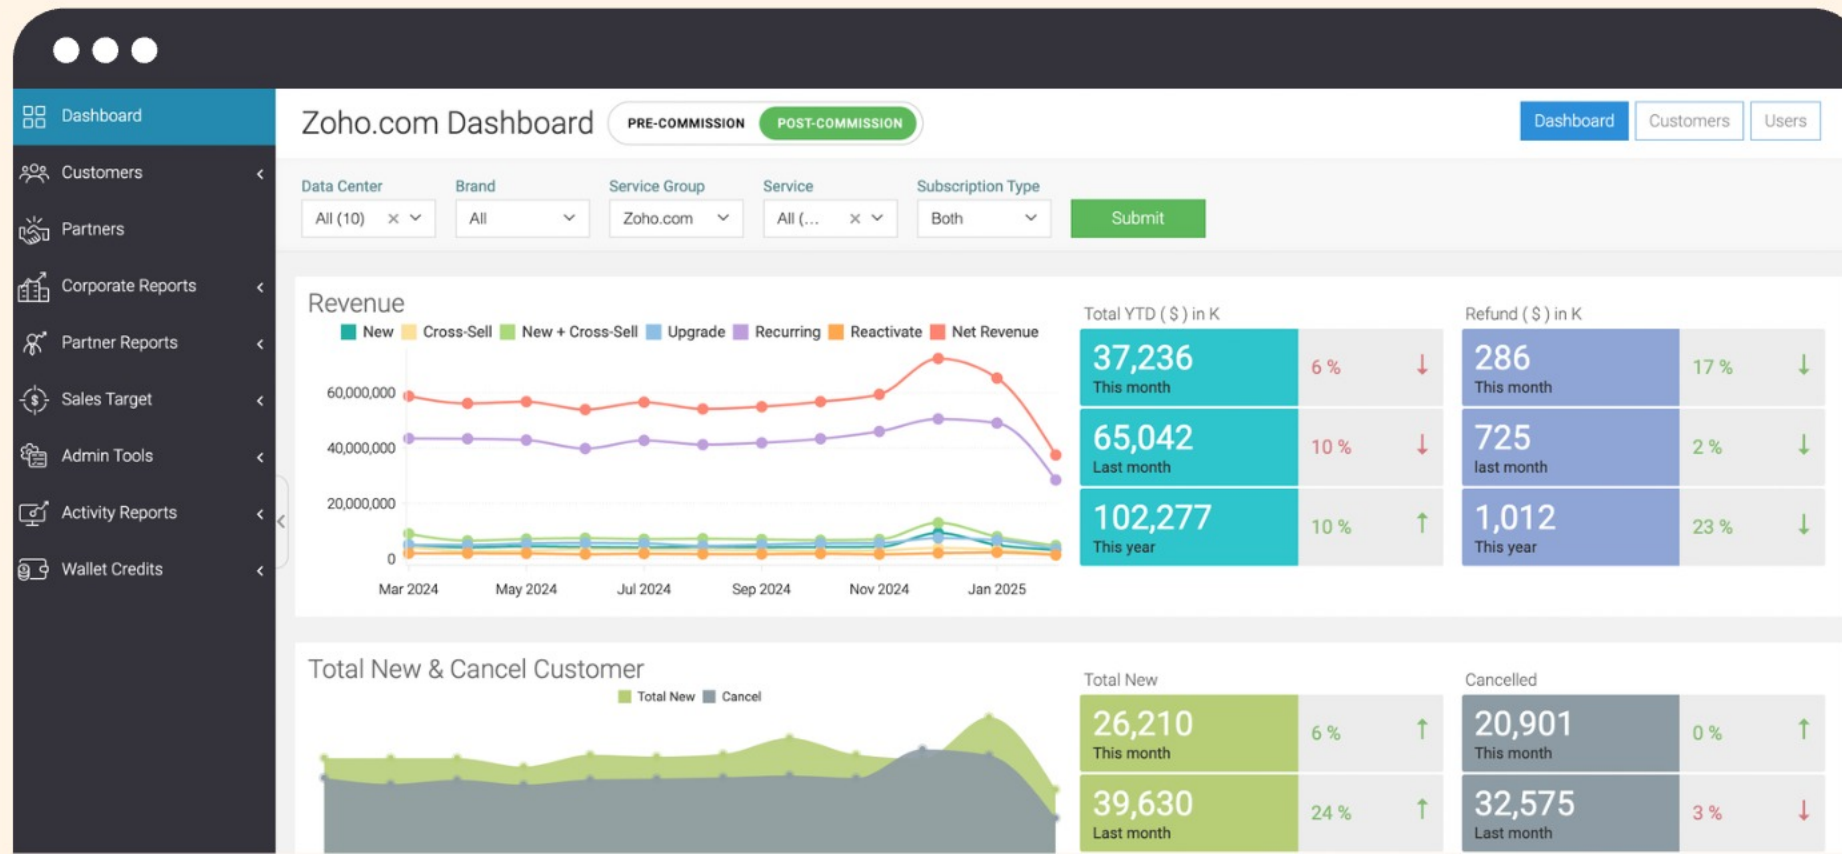 Zoho.com Dashboard
PRE-COMMISSION POST-COMMISSION
Dashboard Customers Users
Dashboard
Customers
Partners
Corporate Reports
Partner Reports
Sales Target
Admin Tools
Activity Reports
Wallet Credits
Data Center Brand Service Group Service Subscription Type
All (10) All Zoho.com All (... Both Submit
Revenue
New Cross-Sell New + Cross-Sell Upgrade Recurring Reactivate Net Revenue
60,000,000
40,000,000
20,000,000
0
Mar 2024 May 2024 Jul 2024 Sep 2024 Nov 2024 Jan 2025
Total YTD ( $ ) in K
37,236 6 % ↓
This month
65,042 10 % ↓
Last month
102,277 10 % ↑
This year
Refund ( $ ) in K
286 17 % ↓
This month
725 2 % ↓
last month
1,012 23 % ↓
This year
Total New & Cancel Customer
Total New Cancel
Total New
26,210 6 % ↑
This month
39,630 24 % ↑
Last month
Cancelled
20,901 0 % ↑
This month
32,575 3 % ↓
Last month